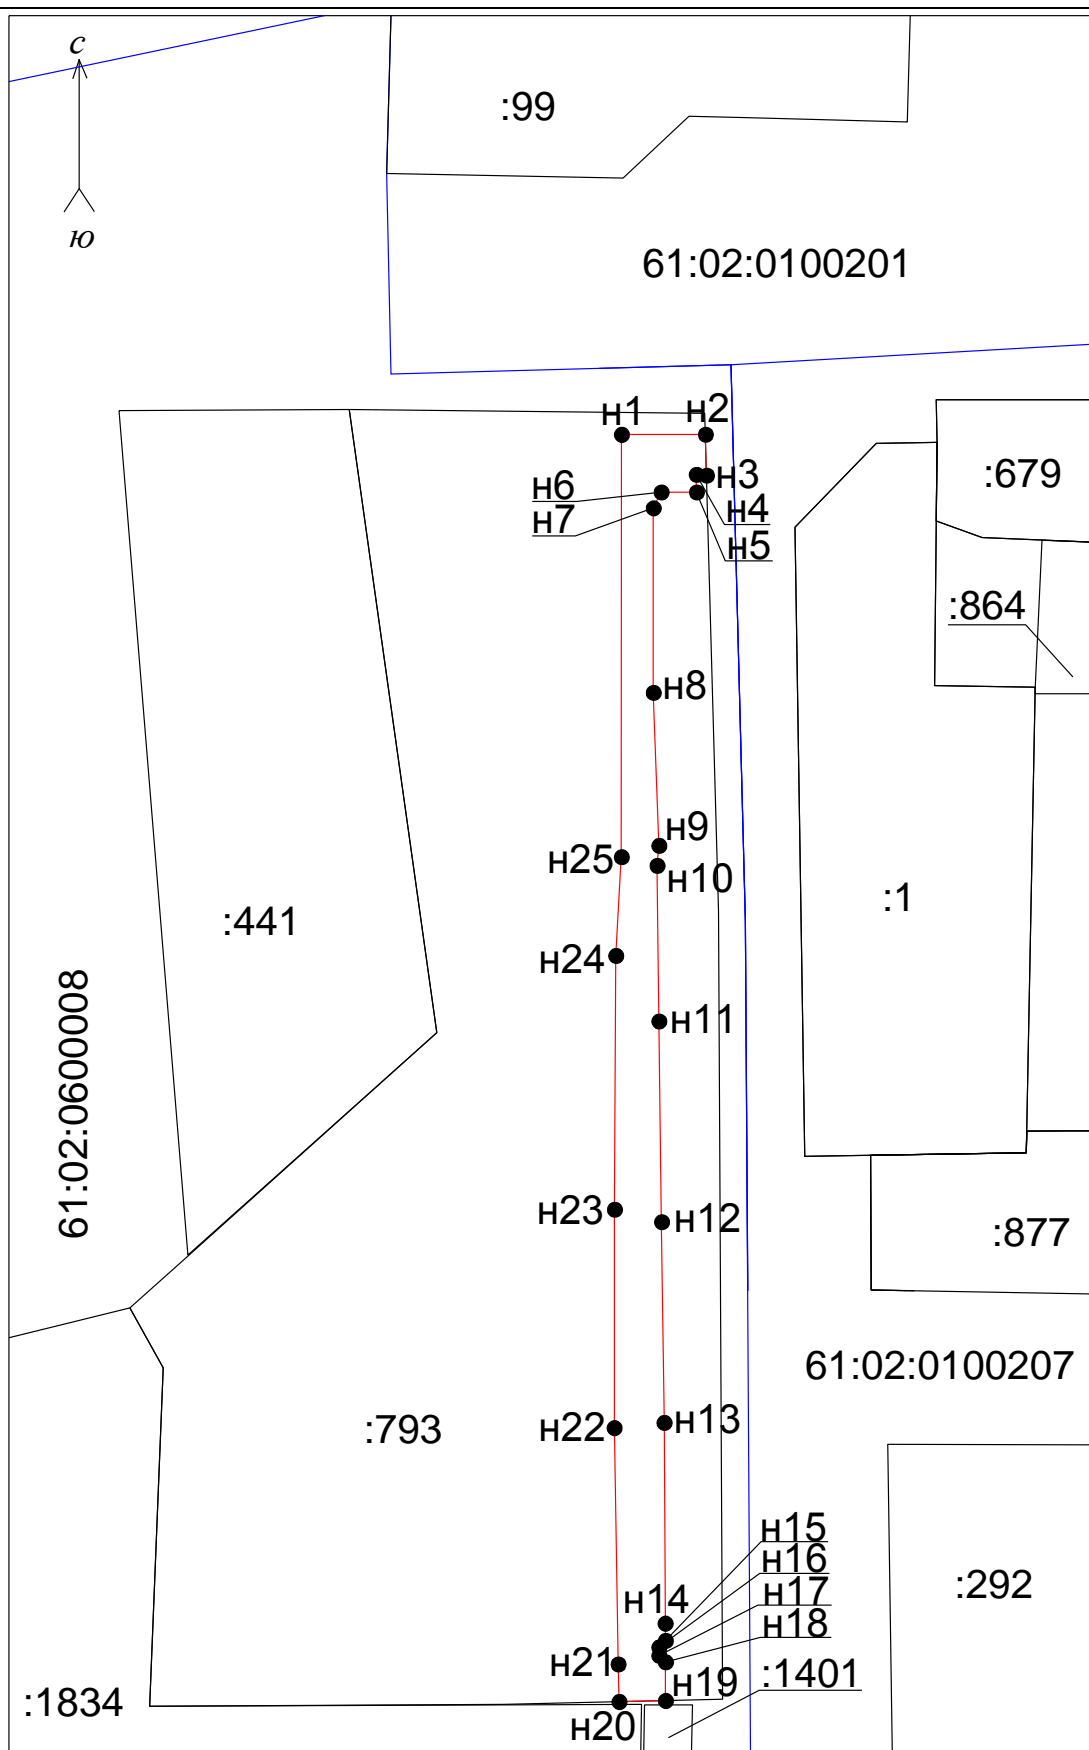 с
:99
ю
61:02:0100201
н1
н2
:679
н3
н6
н4
н7
н5
:864
н8
н9
н25
н10
:1
:441
н24
61:02:0600008
н11
н23
н12
:877
61:02:0100207
н22
н13
:793
н15
н16
:292
н17
н14
н18
н21
:1401
н19
:1834
н20